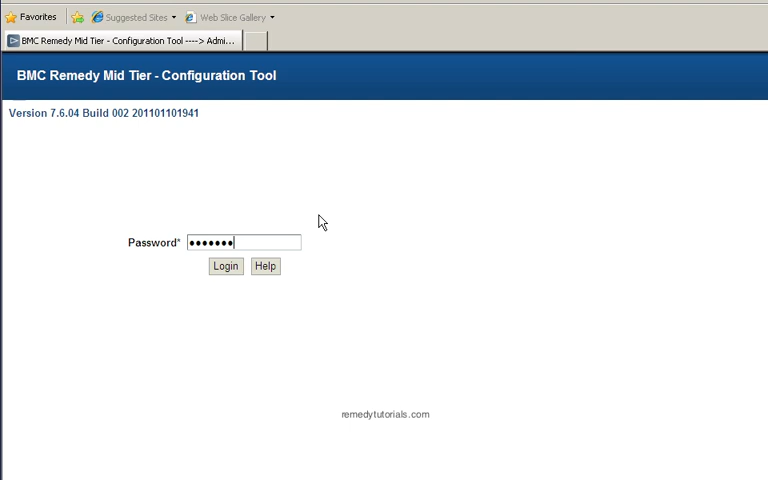 Favorites Suggested Sites Web Slice Gallery
BMC Remedy Mid Tier - Configuration Tool ----> Admi...
BMC Remedy Mid Tier - Configuration Tool
Version 7.6.04 Build 002 201101101941
Password*
Login Help
remedytutorials.com